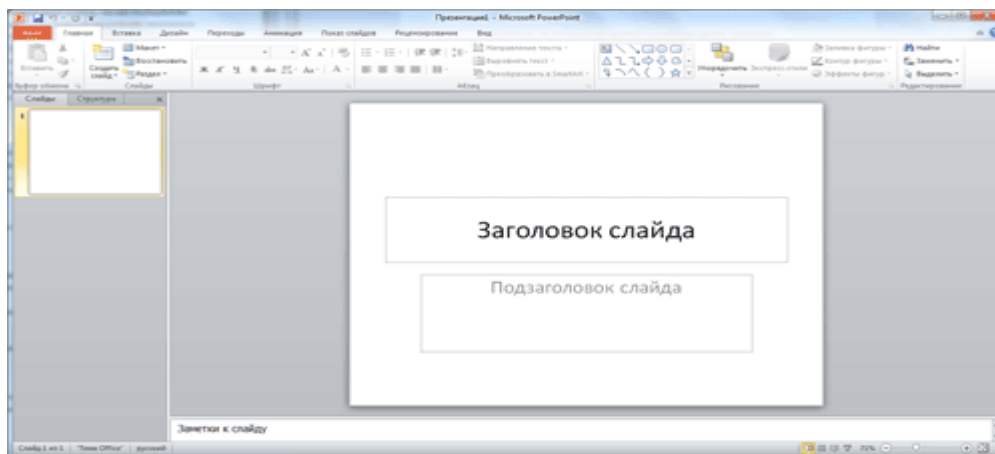 Презентация1 - Microsoft PowerPoint
Файл Главная Вставка Дизайн Переходы Анимация Показ слайдов Рецензирование Вид
Макет Направление текста Заливка фигуры Найти
Вставить Создать слайд Восстановить Выровнять текст Упорядочить Экспресс-стили Контур фигуры Заменить
Раздел Преобразовать в SmartArt Эффекты фигур Выделить
Буфер обмена Слайды Шрифт Абзац Рисование Редактирование
Слайды Структура
1
Заголовок слайда
Подзаголовок слайда
Заметки к слайду
Слайд 1 из 1 "Тема Office" русский 72%